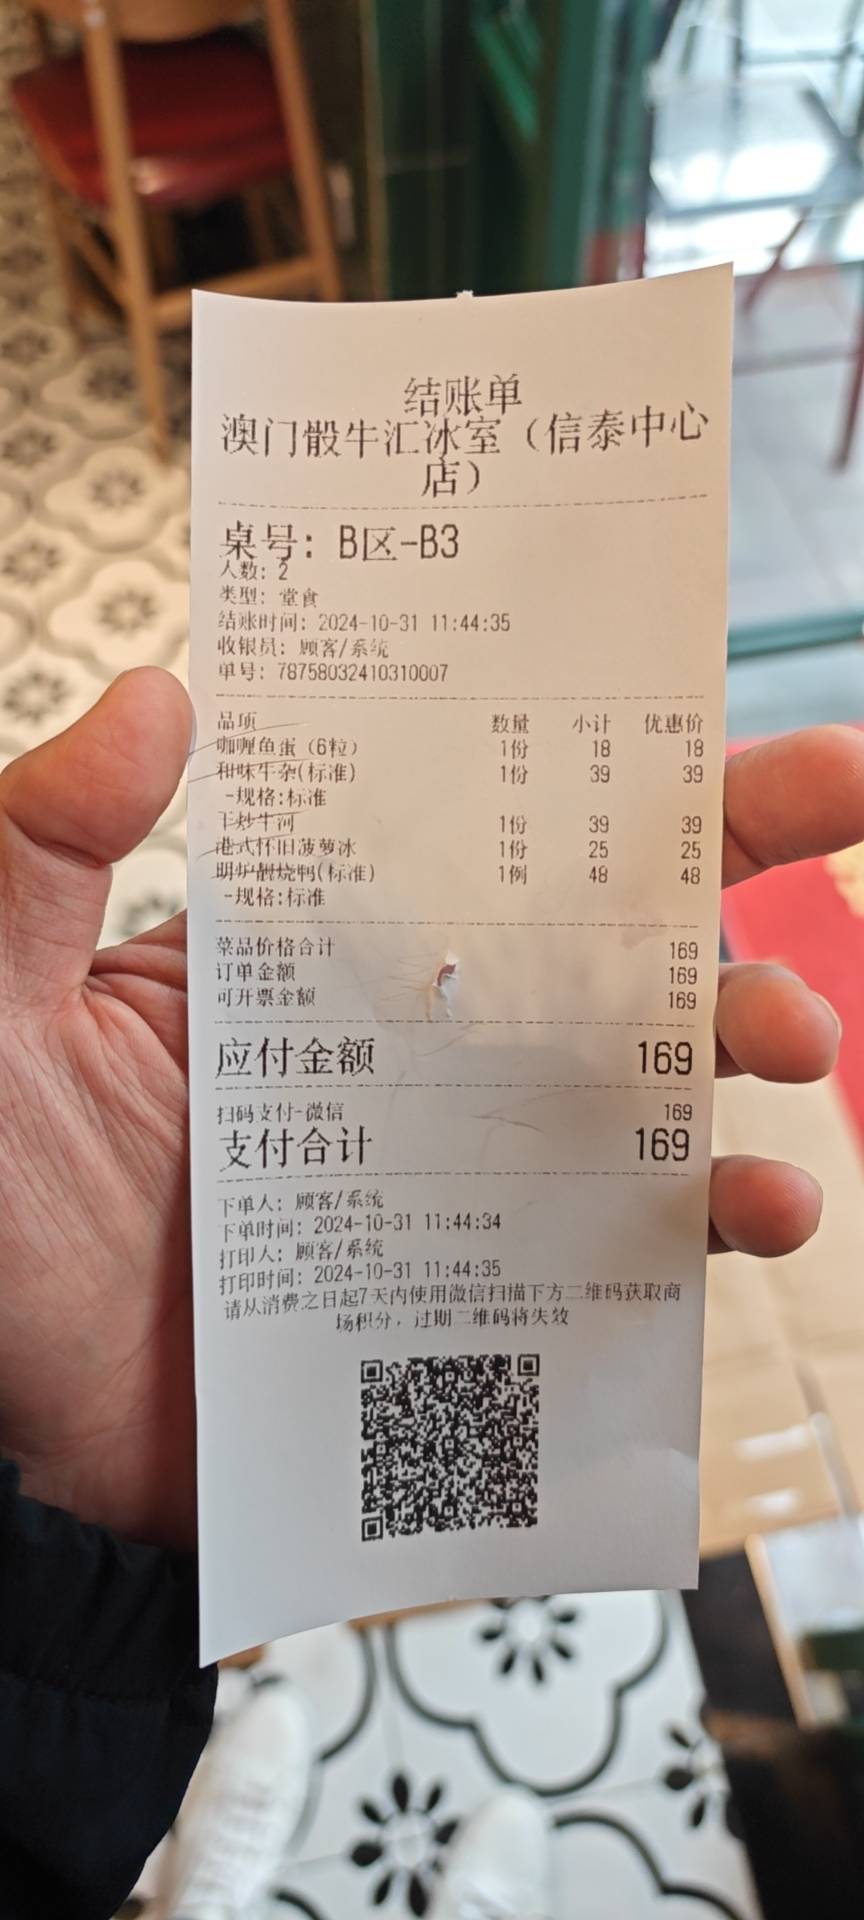 结账单
澳门骰牛汇冰室（信泰中心
店）
桌号: B区-B3
人数: 2
类型: 堂食
结账时间: 2024-10-31 11:44:35
收银员: 顾客/系统
单号: 78758032410310007
品项 数量 小计 优惠价
咖喱鱼蛋（6粒） 1份 18 18
和味牛杂(标准) 1份 39 39
-规格:标准
干炒牛河 1份 39 39
港式怀旧菠萝冰 1份 25 25
明炉靓烧鸭(标准) 1例 48 48
-规格:标准
菜品价格合计 169
订单金额 169
可开票金额 169
应付金额 169
扫码支付-微信 169
支付合计 169
下单人: 顾客/系统
下单时间: 2024-10-31 11:44:34
打印人: 顾客/系统
打印时间: 2024-10-31 11:44:35
请从消费之日起7天内使用微信扫描下方二维码获取商
场积分，过期二维码将失效